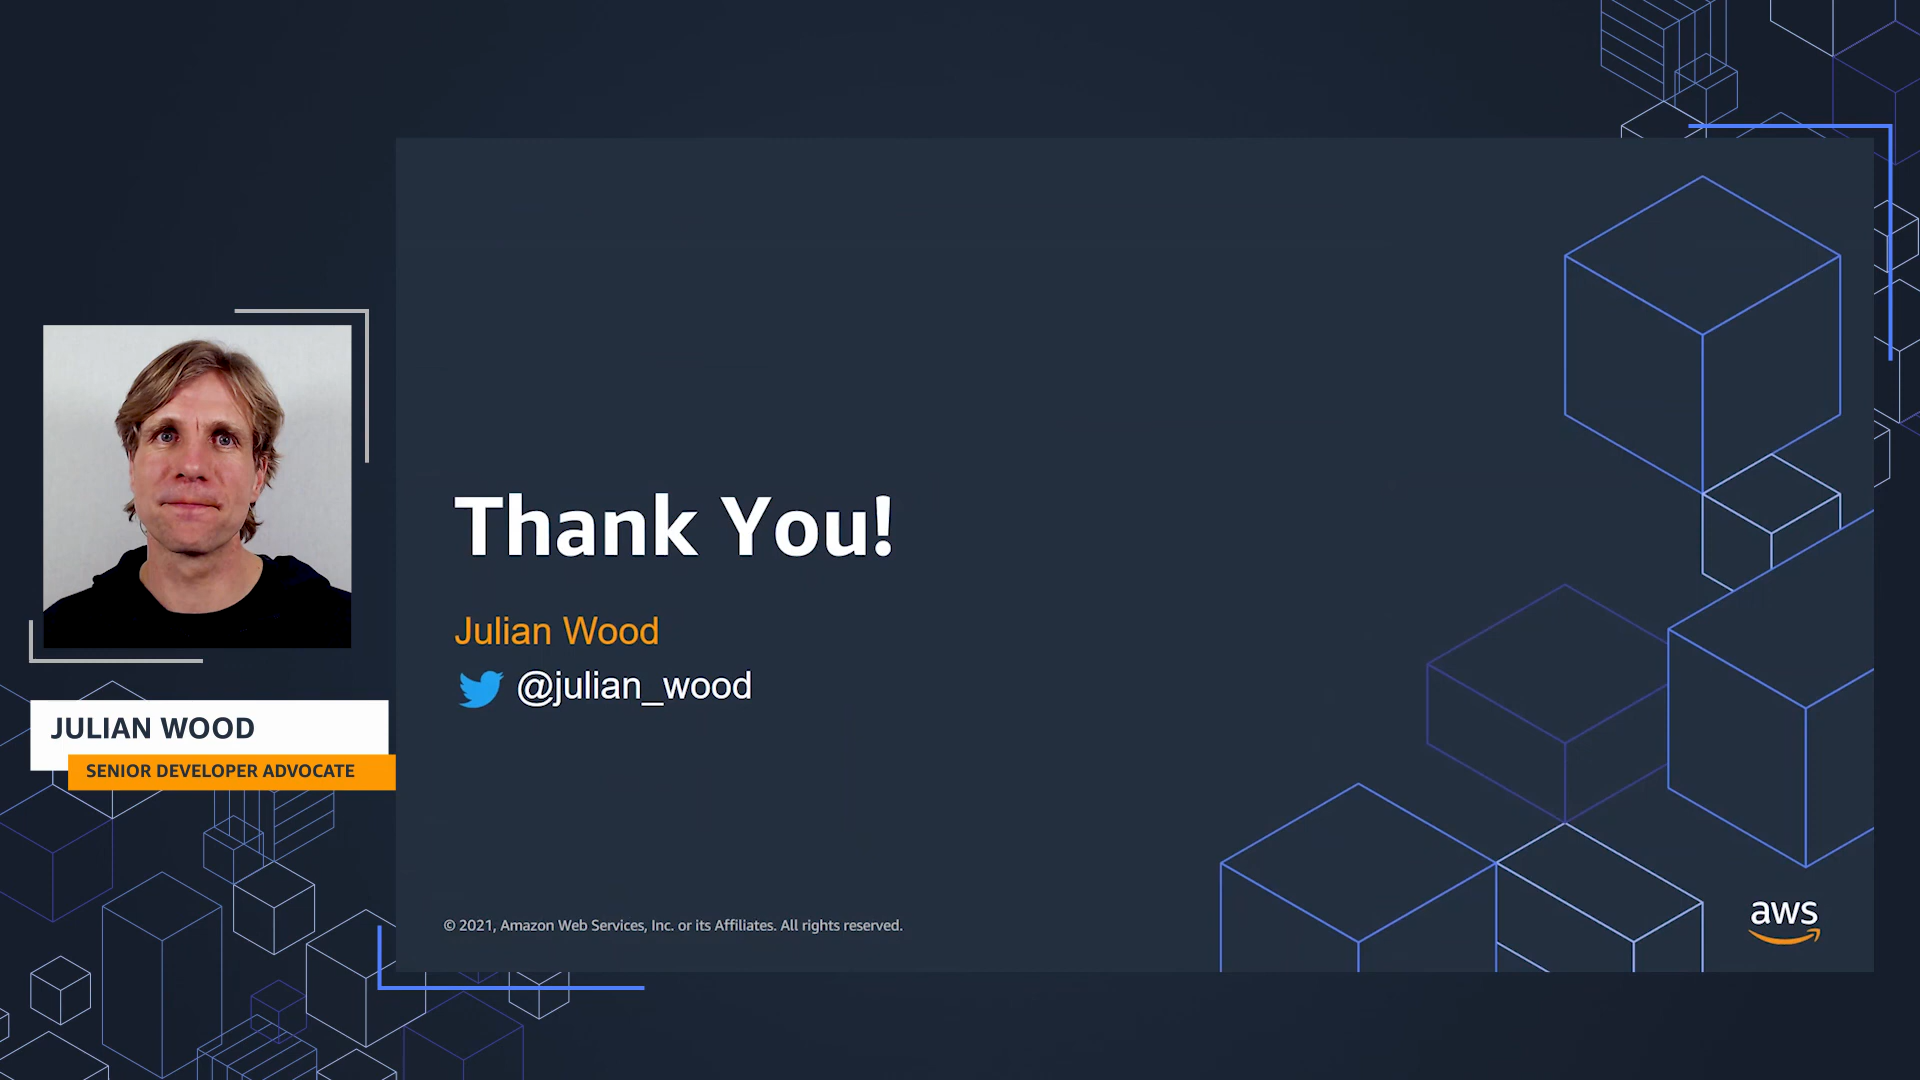 JULIAN WOOD
SENIOR DEVELOPER ADVOCATE
Thank You!
Julian Wood
@julian_wood
© 2021, Amazon Web Services, Inc. or its Affiliates. All rights reserved.
aws